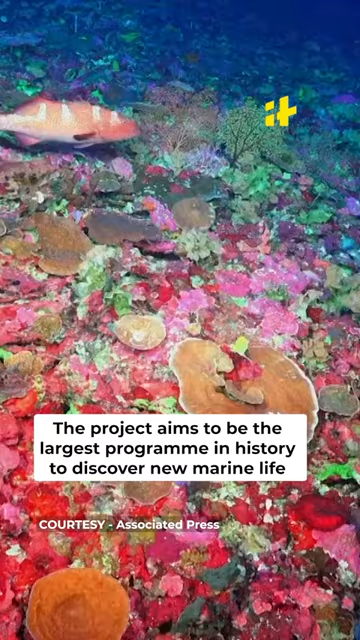 The project aims to be the
largest programme in history
to discover new marine life
COURTESY - Associated Press